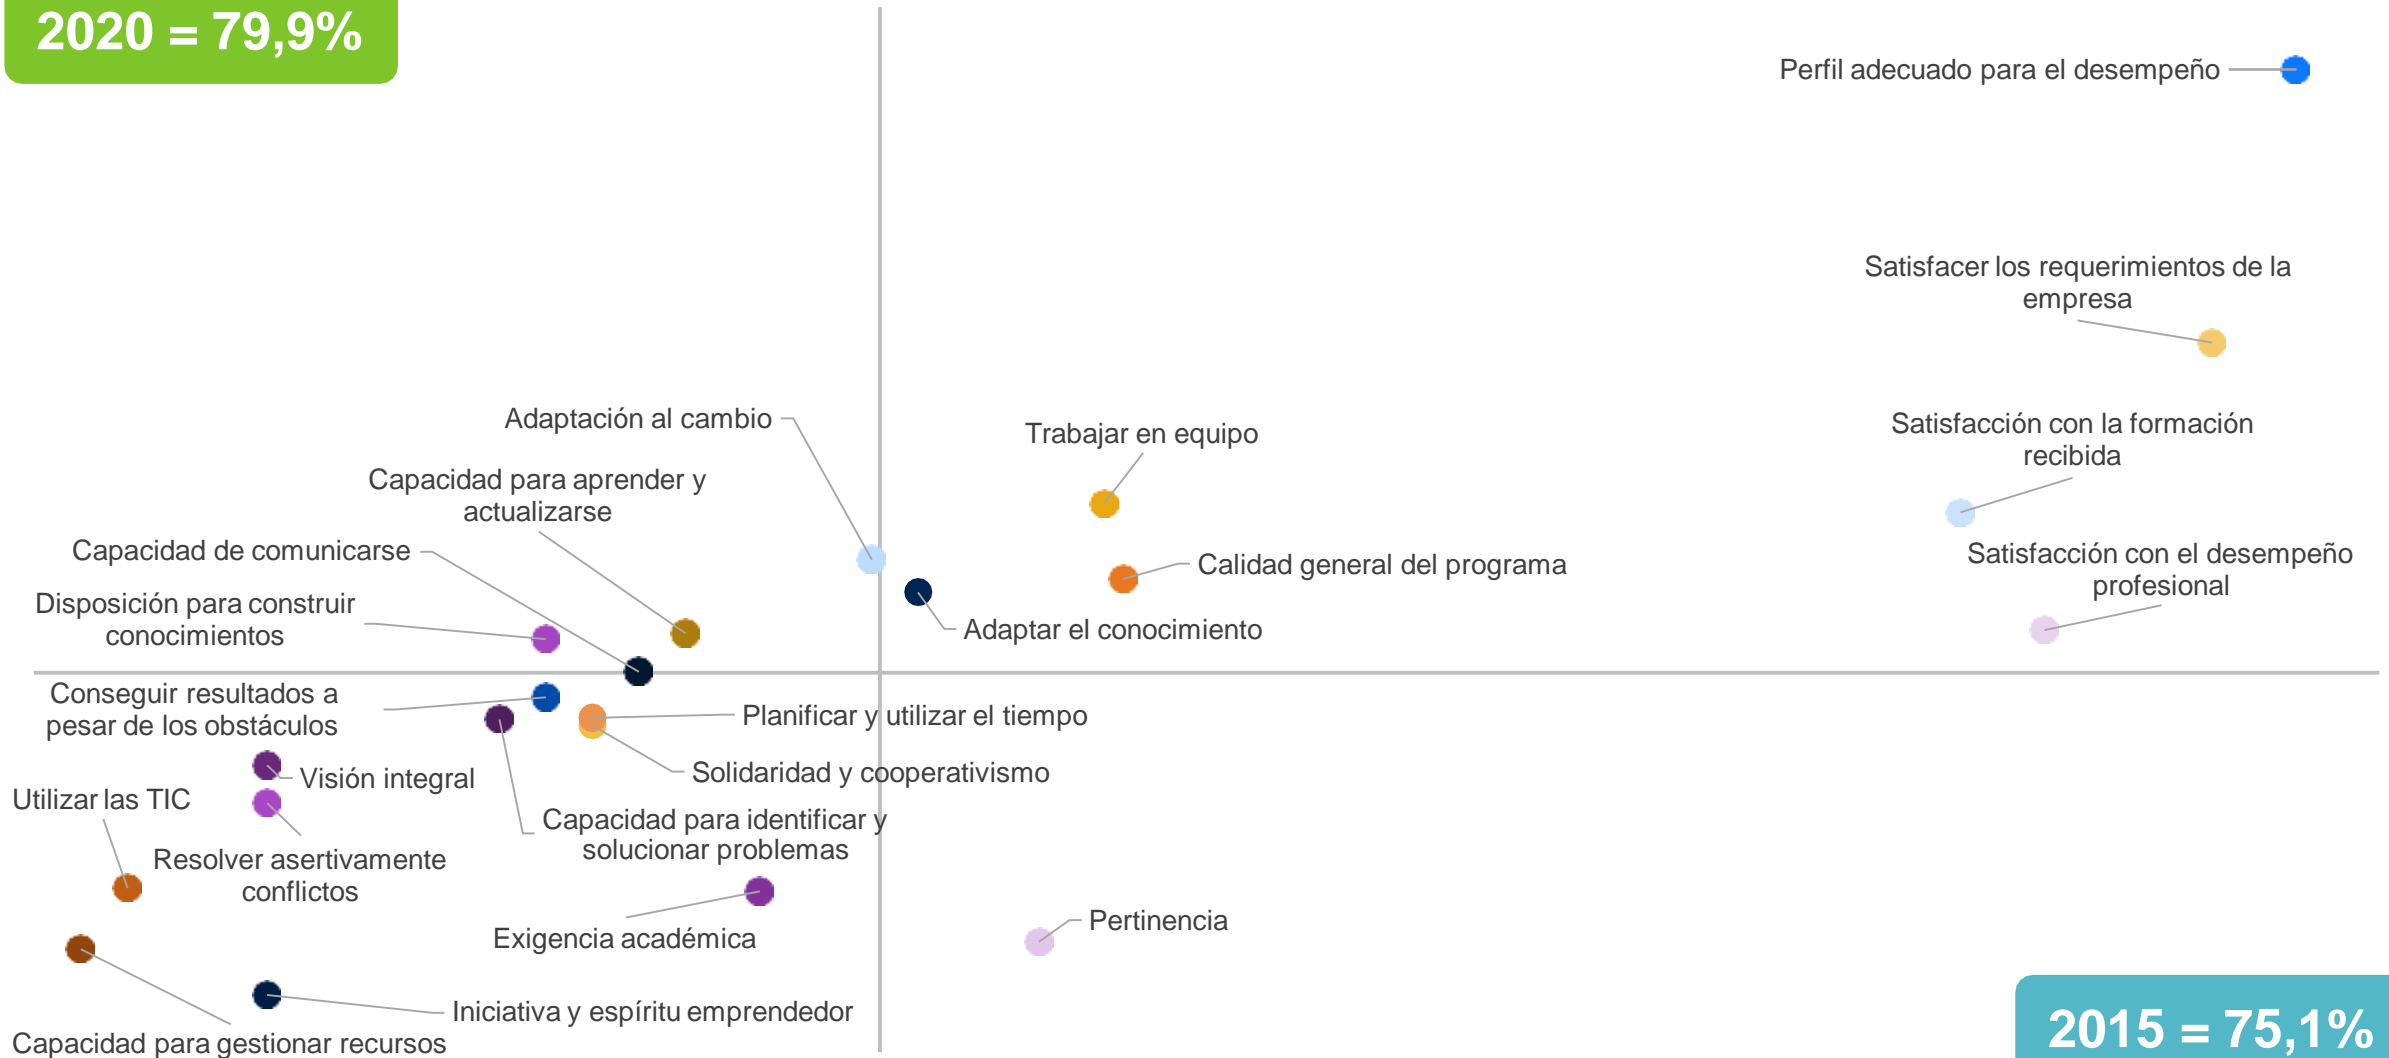 2020 = 79,9%
Perfil adecuado para el desempeño
Satisfacer los requerimientos de la
empresa
Adaptación al cambio
Trabajar en equipo
Satisfacción con la formación
recibida
Capacidad para aprender y
actualizarse
Capacidad de comunicarse
Calidad general del programa
Satisfacción con el desempeño
profesional
Disposición para construir
conocimientos
Adaptar el conocimiento
Conseguir resultados a
pesar de los obstáculos
Planificar y utilizar el tiempo
Visión integral
Solidaridad y cooperativismo
Utilizar las TIC
Capacidad para identificar y
solucionar problemas
Resolver asertivamente
conflictos
Exigencia académica
Pertinencia
Iniciativa y espíritu emprendedor
Capacidad para gestionar recursos
2015 = 75,1%